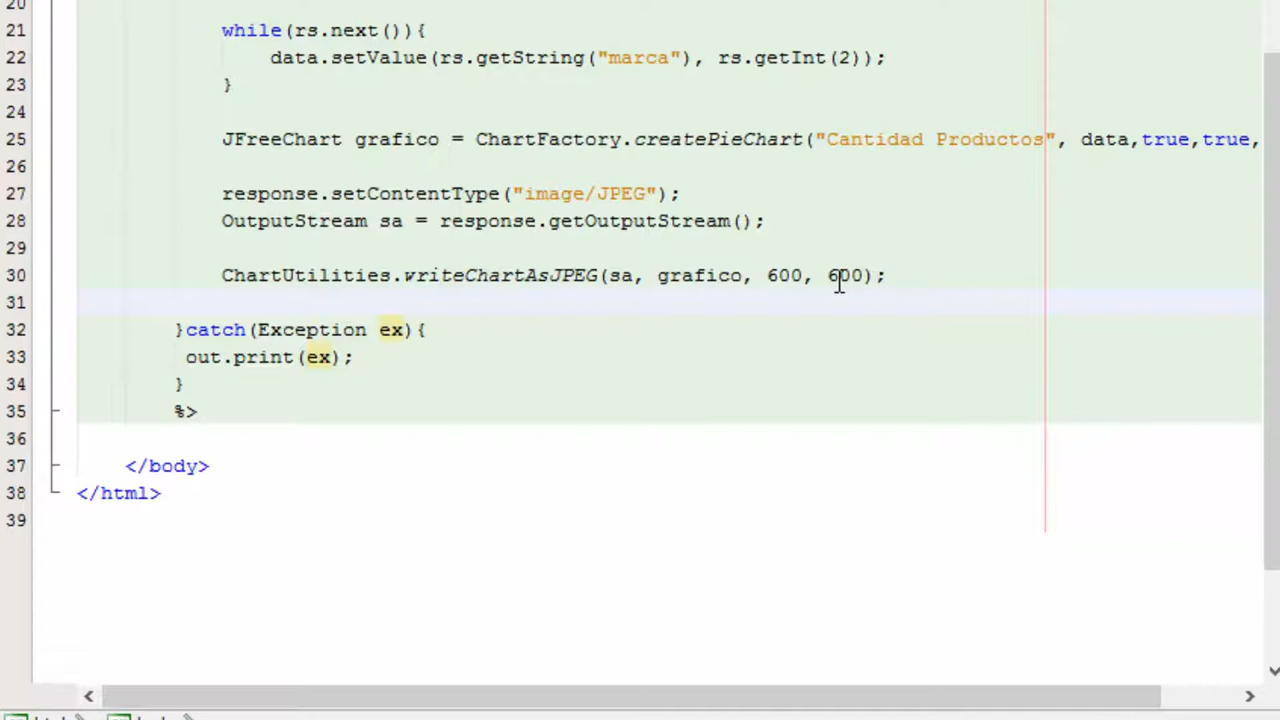 20
21 while(rs.next()){
22 data.setValue(rs.getString("marca"), rs.getInt(2));
23 }
24
25 JFreeChart grafico = ChartFactory.createPieChart("Cantidad Productos", data,true,true,
26
27 response.setContentType("image/JPEG");
28 OutputStream sa = response.getOutputStream();
29
30 ChartUtilities.writeChartAsJPEG(sa, grafico, 600, 600);
31
32 }catch(Exception ex){
33 out.print(ex);
34 }
35 %>
36
37 </body>
38 </html>
39